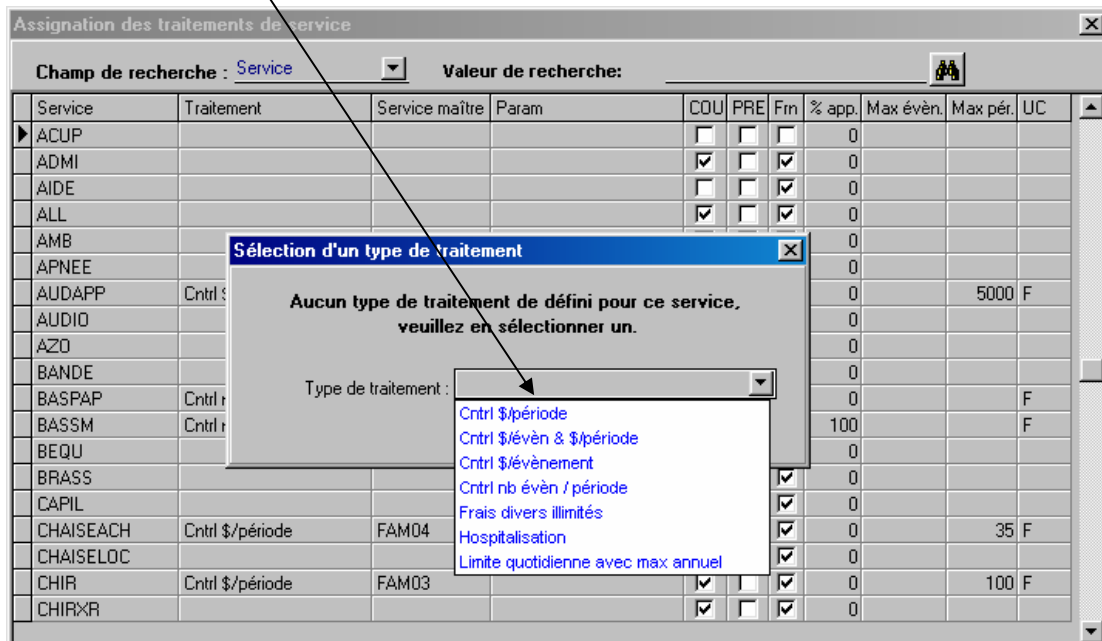 Assignation des traitements de service
Champ de recherche : Service Valeur de recherche:
Service Traitement Service maître Param COU PRE Frn % app. Max évèn. Max pér. UC
ACUP 0
ADMI 0
AIDE 0
ALL 0
AMB 0
APNEE 0
AUDAPP Cntrl 0 5000 F
AUDIO 0
AZO 0
BANDE 0
BASPAP Cntrl 0 F
BASSM Cntrl 100 F
BEQU 0
BRASS 0
CAPIL 0
CHAISEACH Cntrl $/période FAM04 0 35 F
CHAISELOC 0
CHIR Cntrl $/période FAM03 0 100 F
CHIRXR 0
Sélection d'un type de traitement
Aucun type de traitement de défini pour ce service,
veuillez en sélectionner un.
Type de traitement :
Cntrl $/période
Cntrl $/évèn & $/période
Cntrl $/évènement
Cntrl nb évèn / période
Frais divers illimités
Hospitalisation
Limite quotidienne avec max annuel